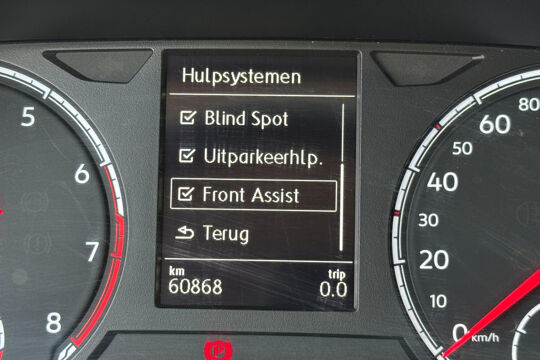 Hulpsystemen
Blind Spot
Uitparkeerhlp.
Front Assist
Terug
km trip
60868 0.0
5
6
7
8
0
10
20
30
40
50
60
80
km/h
P